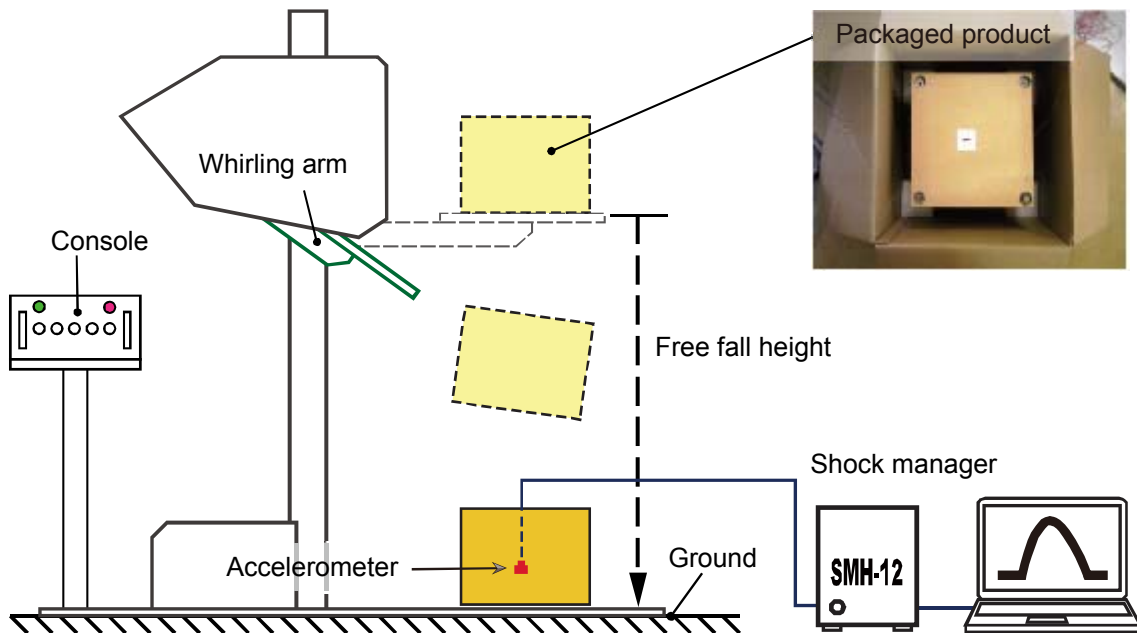 Packaged product
Whirling arm
Console
Free fall height
Shock manager
Accelerometer
Ground
SMH-12